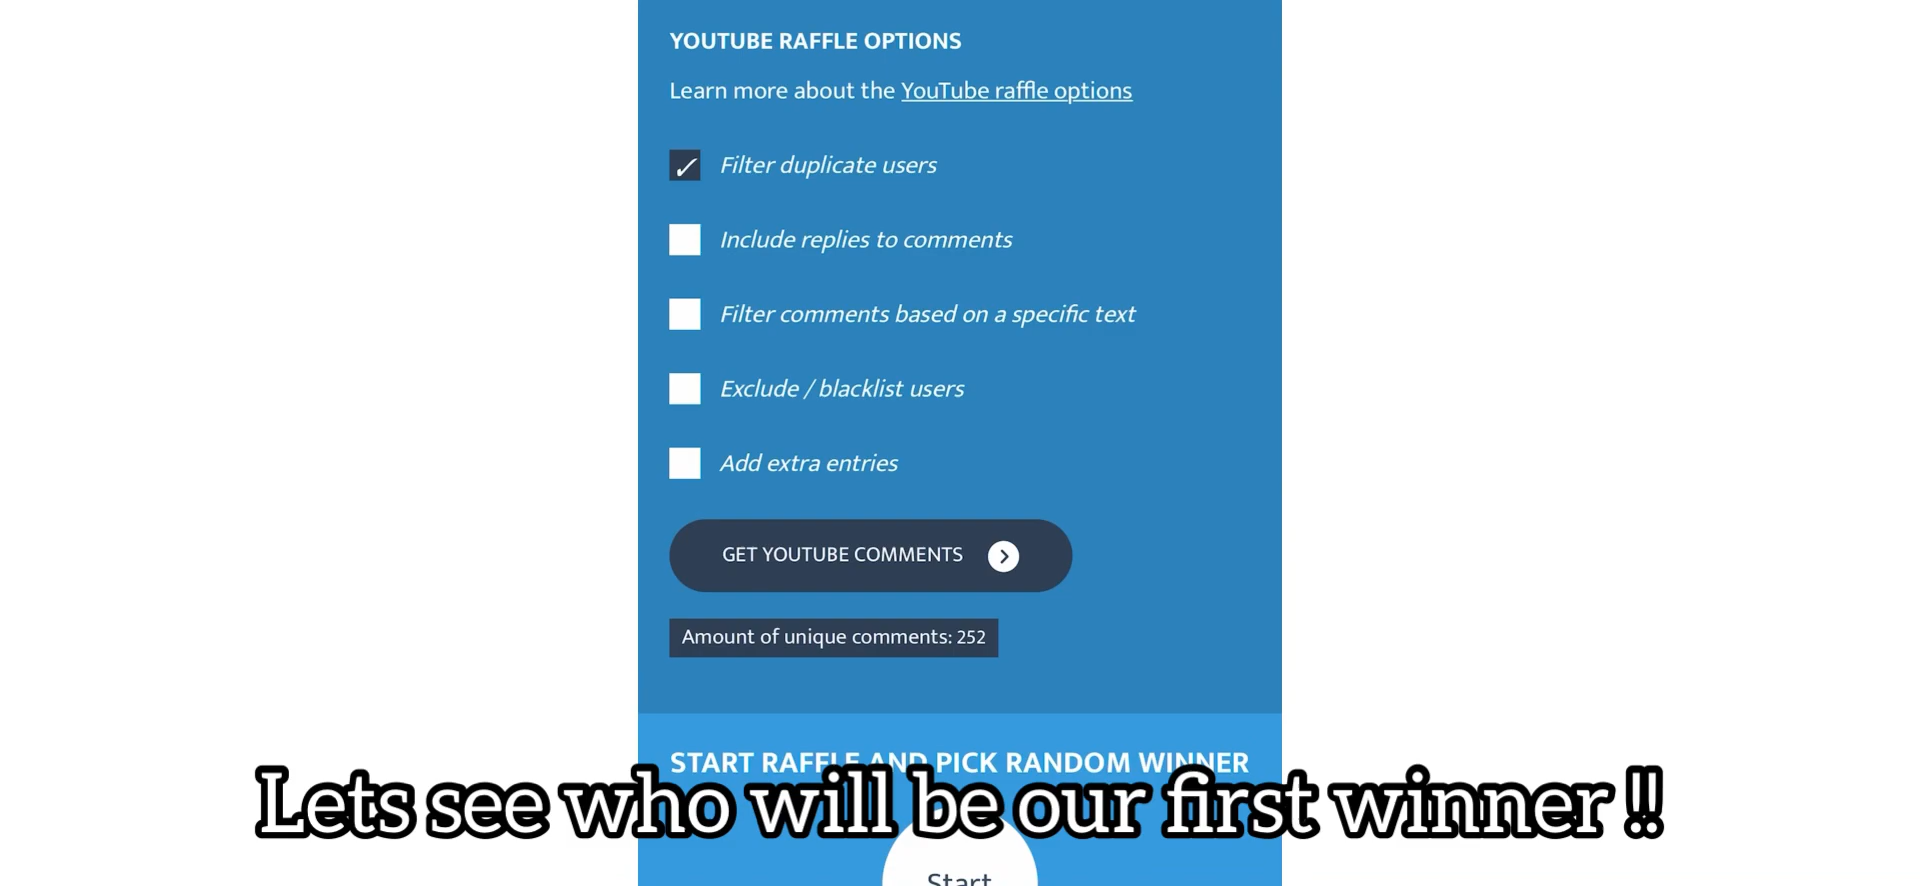 YOUTUBE RAFFLE OPTIONS
Learn more about the YouTube raffle options
✓ Filter duplicate users
Include replies to comments
Filter comments based on a specific text
Exclude / blacklist users
Add extra entries
GET YOUTUBE COMMENTS
Amount of unique comments: 252
START RAFFLE AND PICK RANDOM WINNER
Lets see who will be our first winner !!
Start